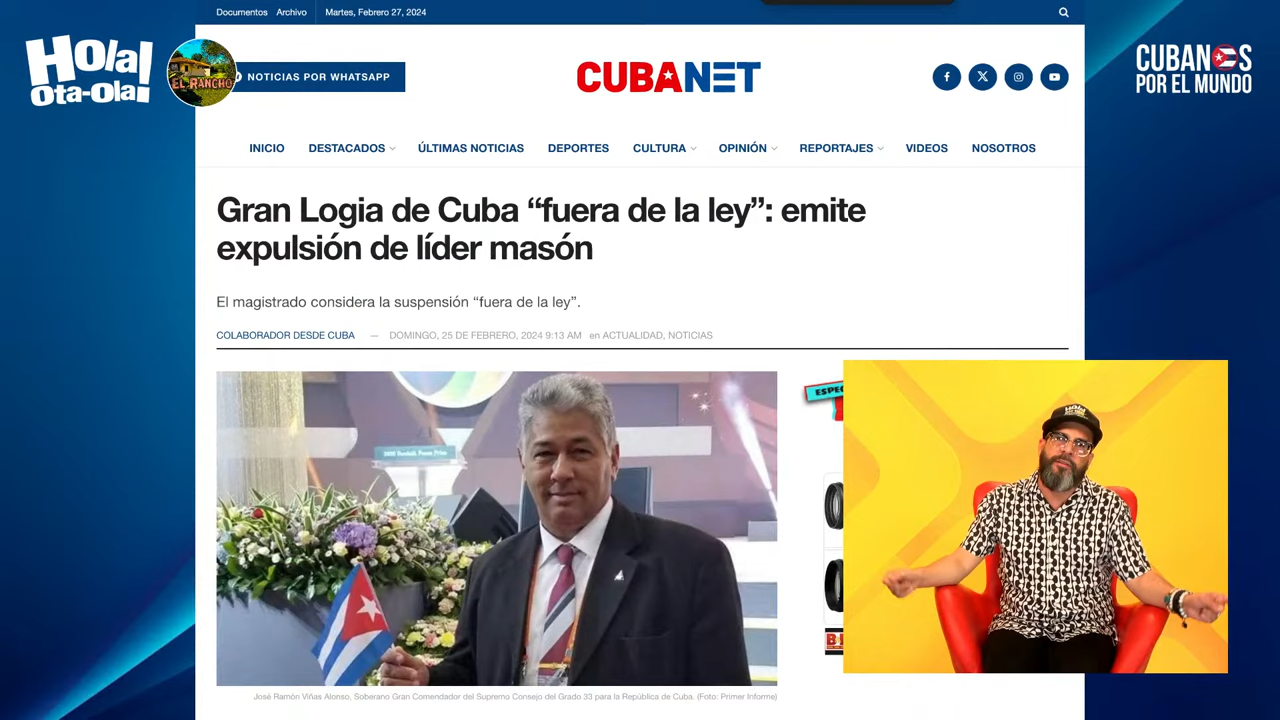 Documentos Archivo Martes, Febrero 27, 2024
Hola!
Ota-Ola!
EL RANCHO
NOTICIAS POR WHATSAPP
CUBANET
CUBANOS
POR EL MUNDO
INICIO DESTACADOS ÚLTIMAS NOTICIAS DEPORTES CULTURA OPINIÓN REPORTAJES VIDEOS NOSOTROS
Gran Logia de Cuba “fuera de la ley”: emite
expulsión de líder masón
El magistrado considera la suspensión “fuera de la ley”.
COLABORADOR DESDE CUBA — DOMINGO, 25 DE FEBRERO, 2024 9:13 AM en ACTUALIDAD, NOTICIAS
José Ramón Viñas Alonso, Soberano Gran Comendador del Supremo Consejo del Grado 33 para la República de Cuba. (Foto: Primer Informe)